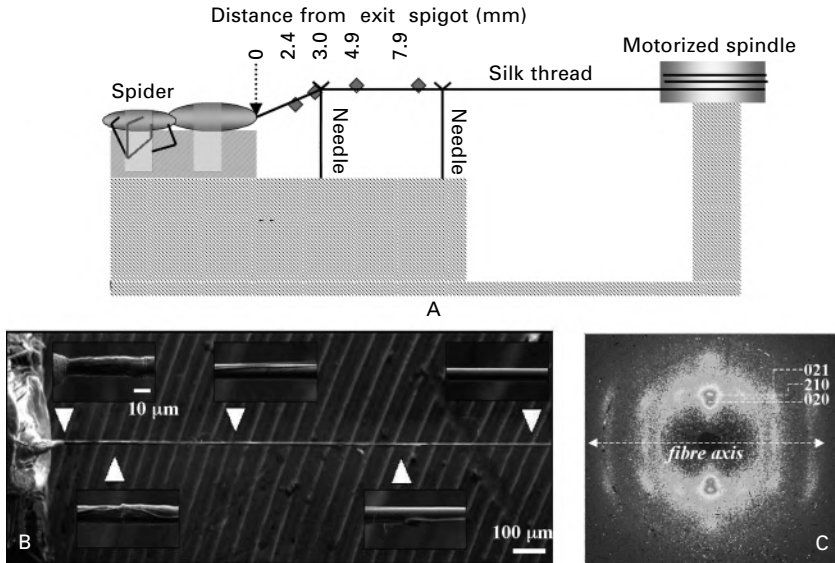 Distance from exit spigot (mm)
0
2.4
3.0
4.9
7.9
Motorized spindle
Spider
Silk thread
Needle
Needle
A
10 µm
100 µm
B
021
210
020
fibre axis
C